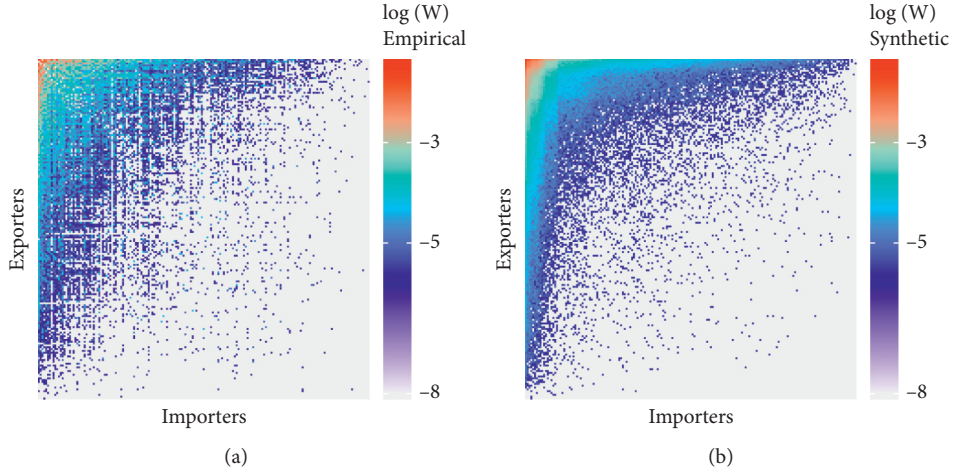 log (W)
Empirical
−3
−5
−8
Exporters
Importers
(a)
log (W)
Synthetic
−3
−5
−8
Exporters
Importers
(b)